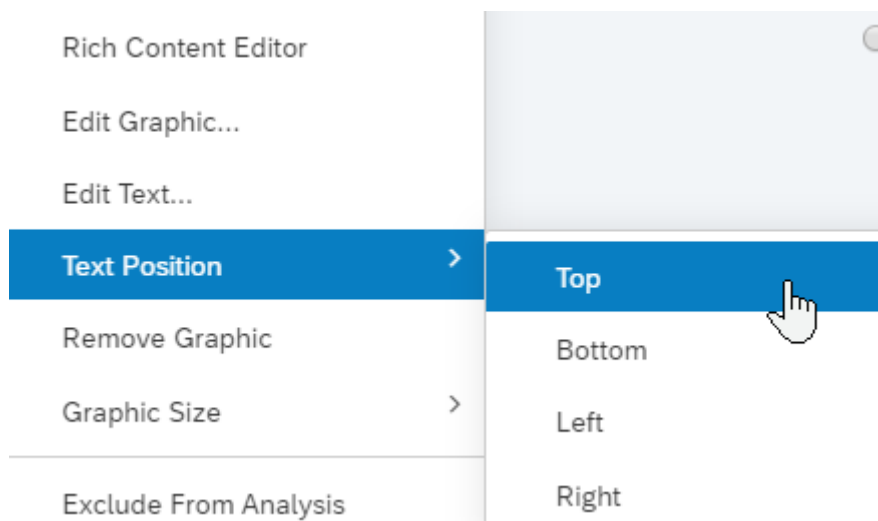 Rich Content Editor
Edit Graphic...
Edit Text...
Text Position
Remove Graphic
Graphic Size
Exclude From Analysis
Top
Bottom
Left
Right